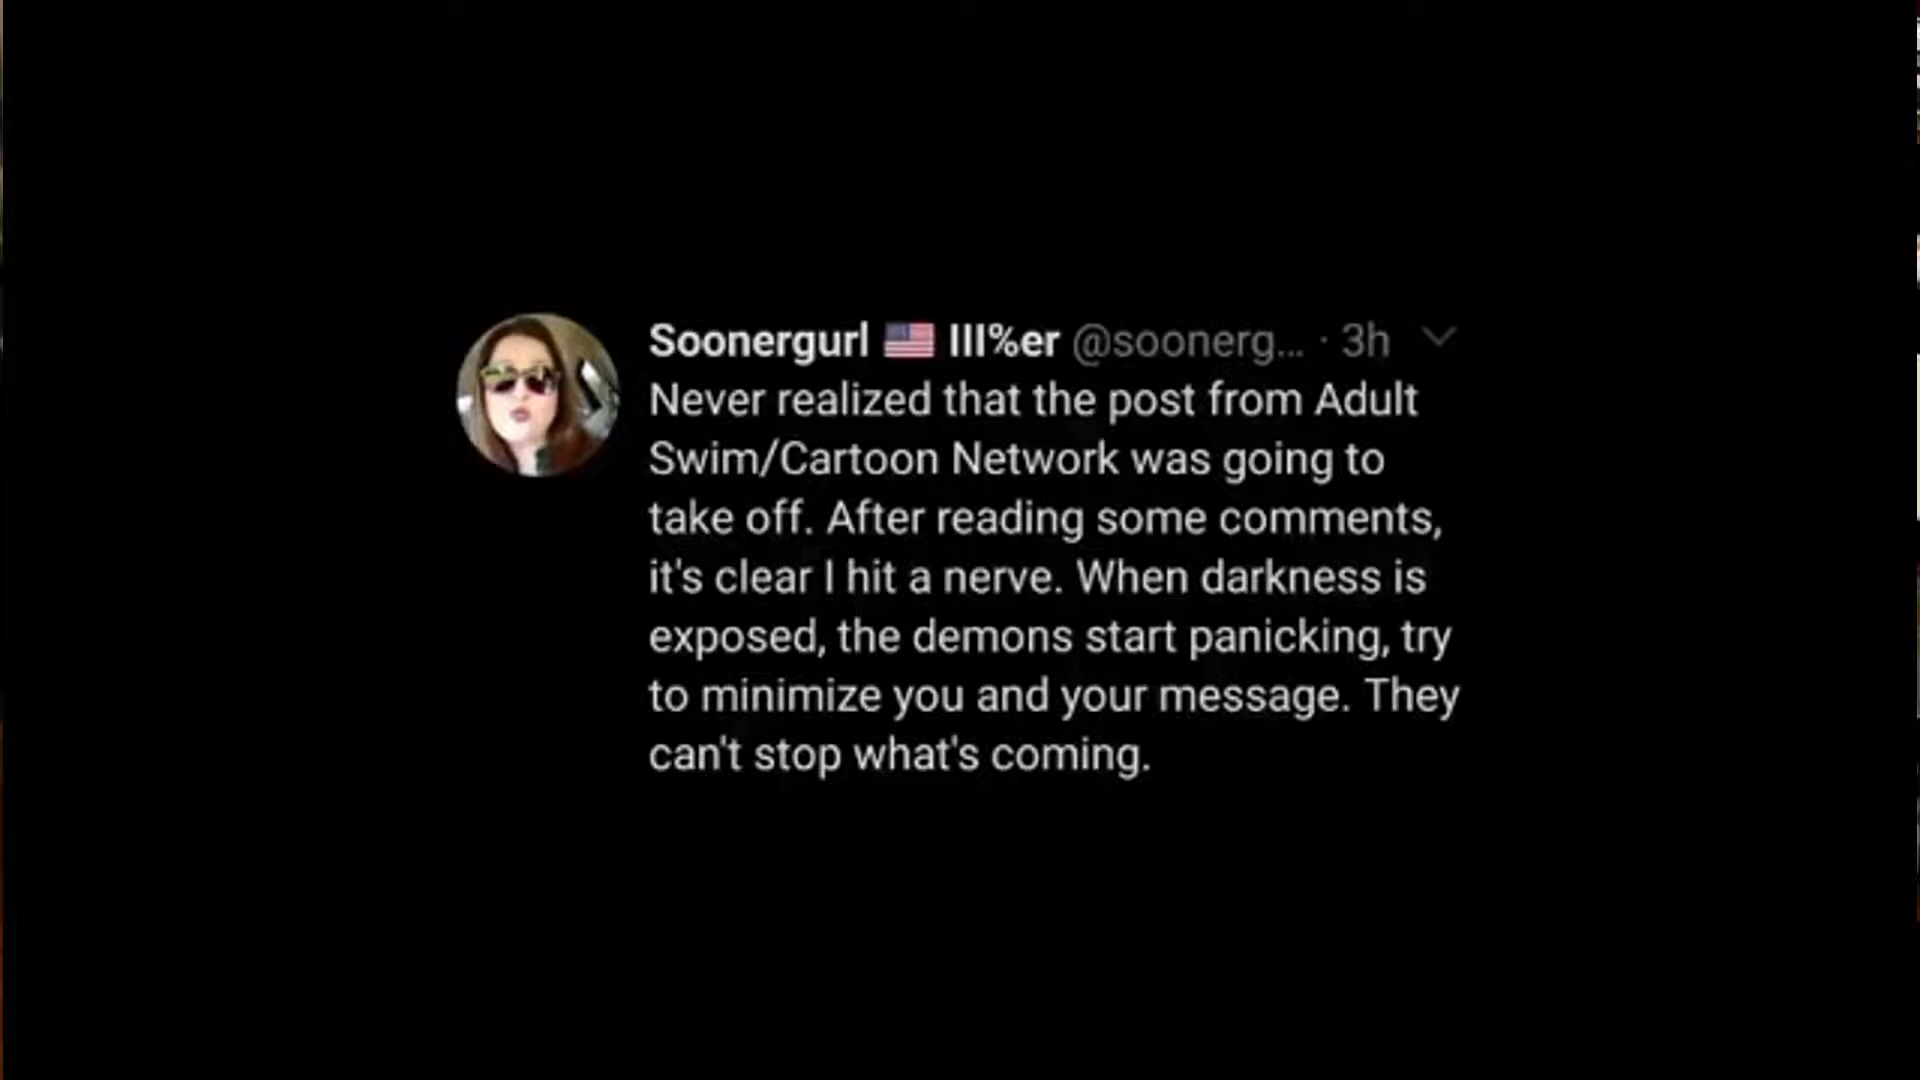 Soonergurl 🇺🇸 III%er @soonerg... · 3h
Never realized that the post from Adult
Swim/Cartoon Network was going to
take off. After reading some comments,
it's clear I hit a nerve. When darkness is
exposed, the demons start panicking, try
to minimize you and your message. They
can't stop what's coming.